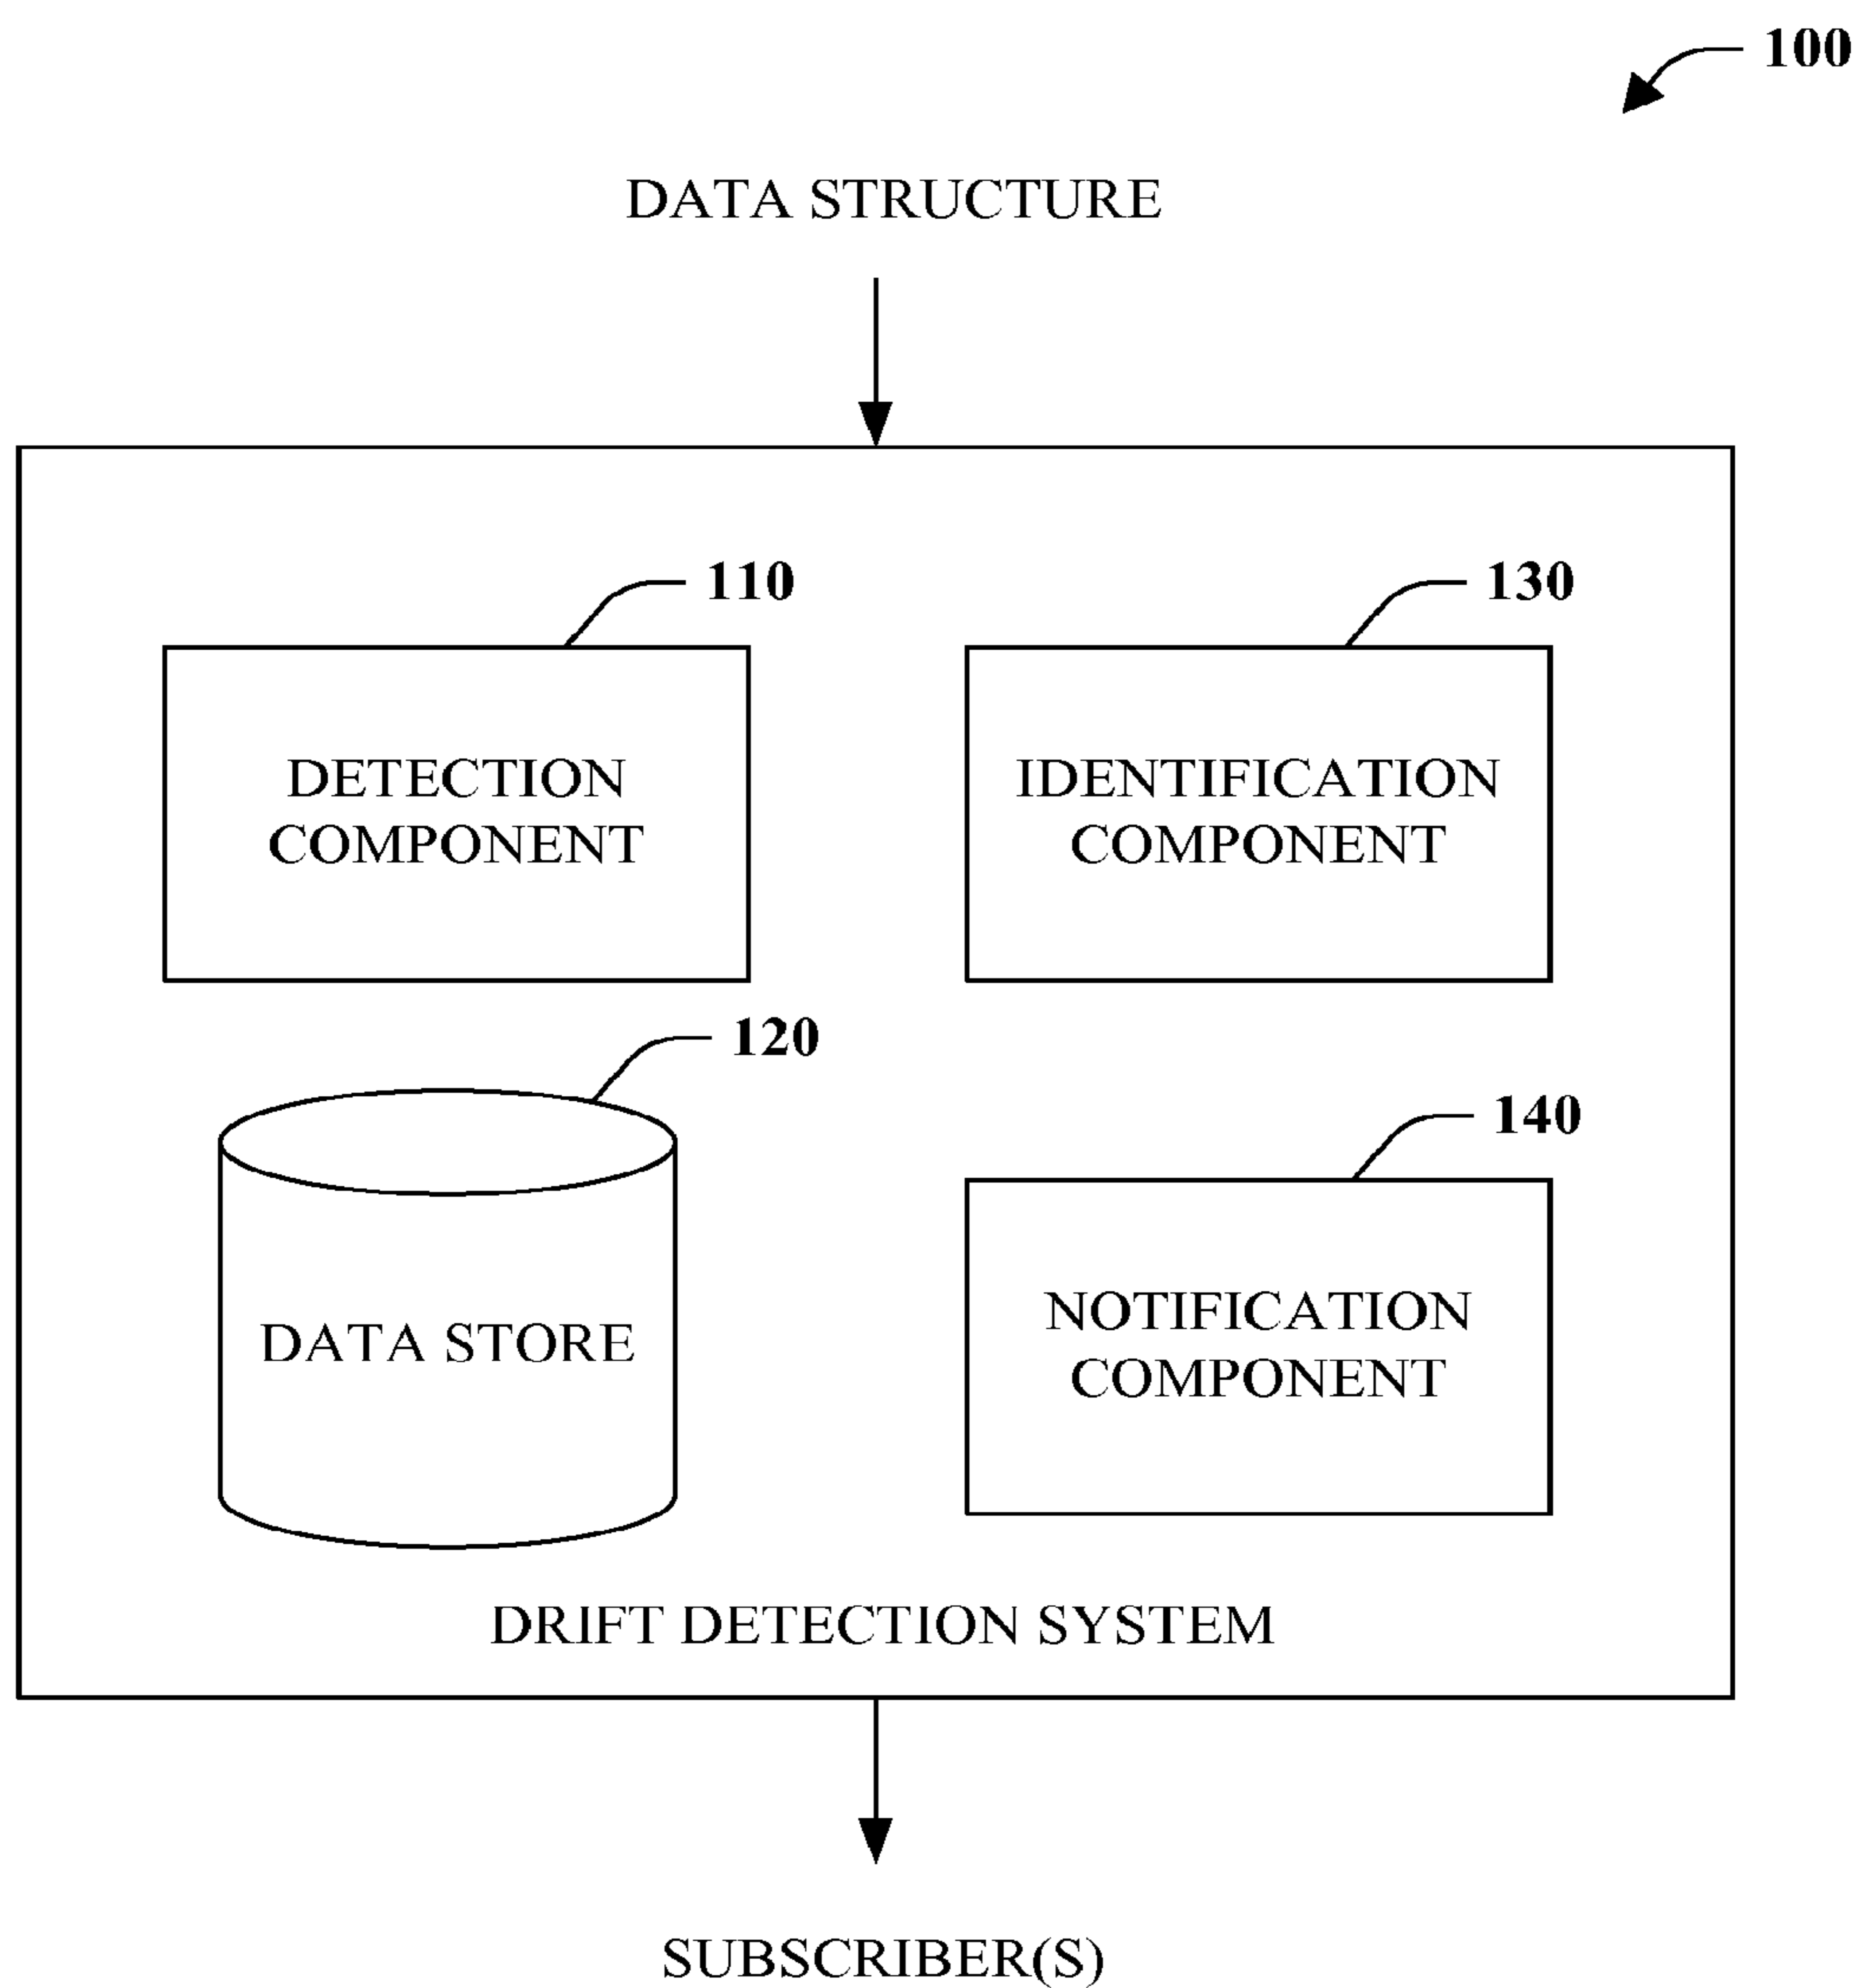 100
DATA STRUCTURE
110
130
DETECTION
COMPONENT
IDENTIFICATION
COMPONENT
120
140
DATA STORE
NOTIFICATION
COMPONENT
DRIFT DETECTION SYSTEM
SUBSCRIBER(S)